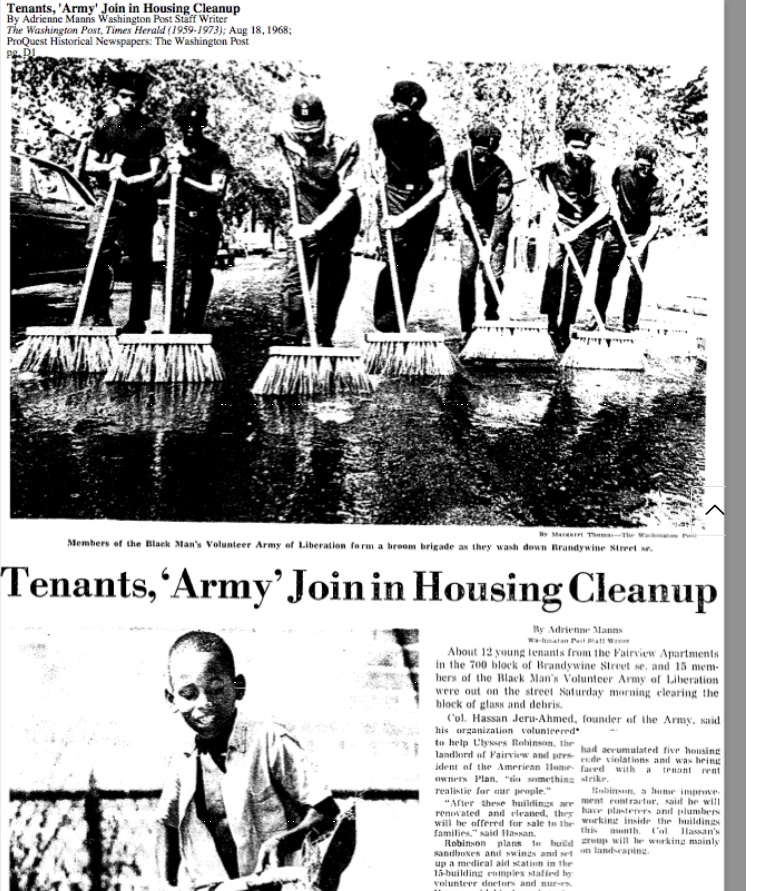 Tenants, 'Army' Join in Housing Cleanup
By Adrienne Manns Washington Post Staff Writer
The Washington Post, Times Herald (1959-1973); Aug 18, 1968;
ProQuest Historical Newspapers: The Washington Post
pg. D1
By Margaret Thomas—The Washington Post
Members of the Black Man's Volunteer Army of Liberation form a broom brigade as they wash down Brandywine Street se.
Tenants, 'Army' Join in Housing Cleanup
By Adrienne Manns
Washington Post Staff Writer
About 12 young tenants from the Fairview Apartments
in the 700 block of Brandywine Street se. and 15 mem-
bers of the Black Man's Volunteer Army of Liberation
were out on the street Saturday morning clearing the
block of glass and debris.
Col. Hassan Jeru-Ahmed, founder of the Army, said
his organization volunteered
to help Ulysses Robinson, the
landlord of Fairview and pres-
ident of the American Home-
owners Plan, "do something
realistic for our people."
"After these buildings are
renovated and cleaned, they
will be offered for sale to the
families," said Hassan.
Robinson plans to build
sandboxes and swings and set
up a medical aid station in the
15-building complex staffed by
volunteer doctors and nurses.
had accumulated five housing
code violations and was being
faced with a tenant rent
strike.
Robinson, a home improve-
ment contractor, said he will
have plasterers and plumbers
working inside the buildings
this month. Col. Hassan's
group will be working mainly
on landscaping.